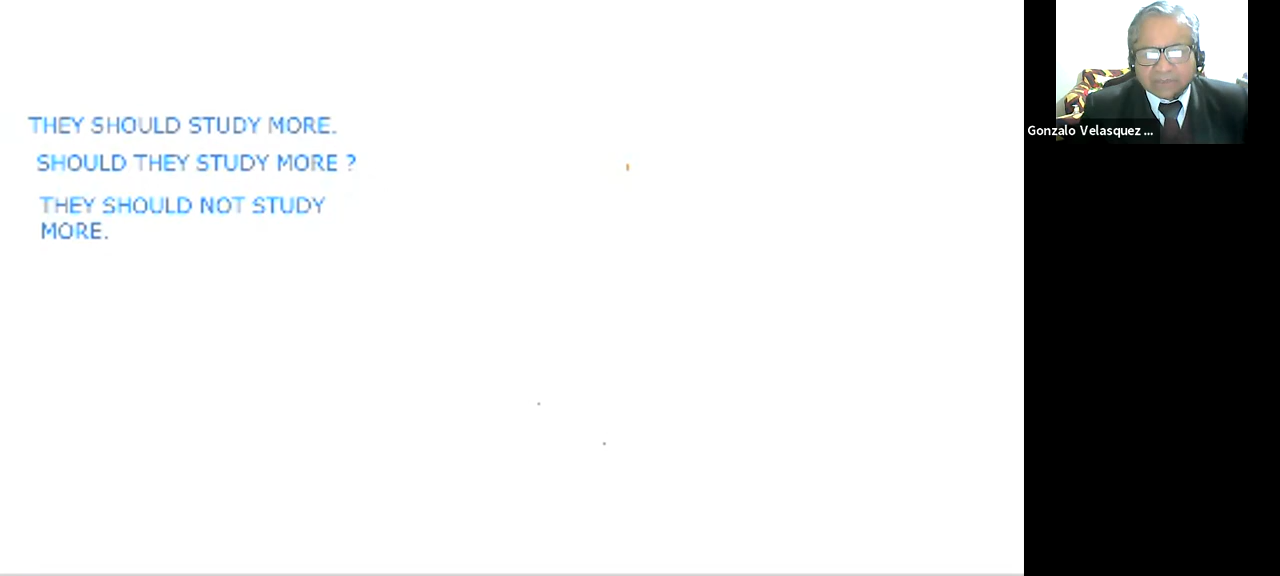 THEY SHOULD STUDY MORE.
SHOULD THEY STUDY MORE ?
THEY SHOULD NOT STUDY
MORE.
Gonzalo Velasquez ...